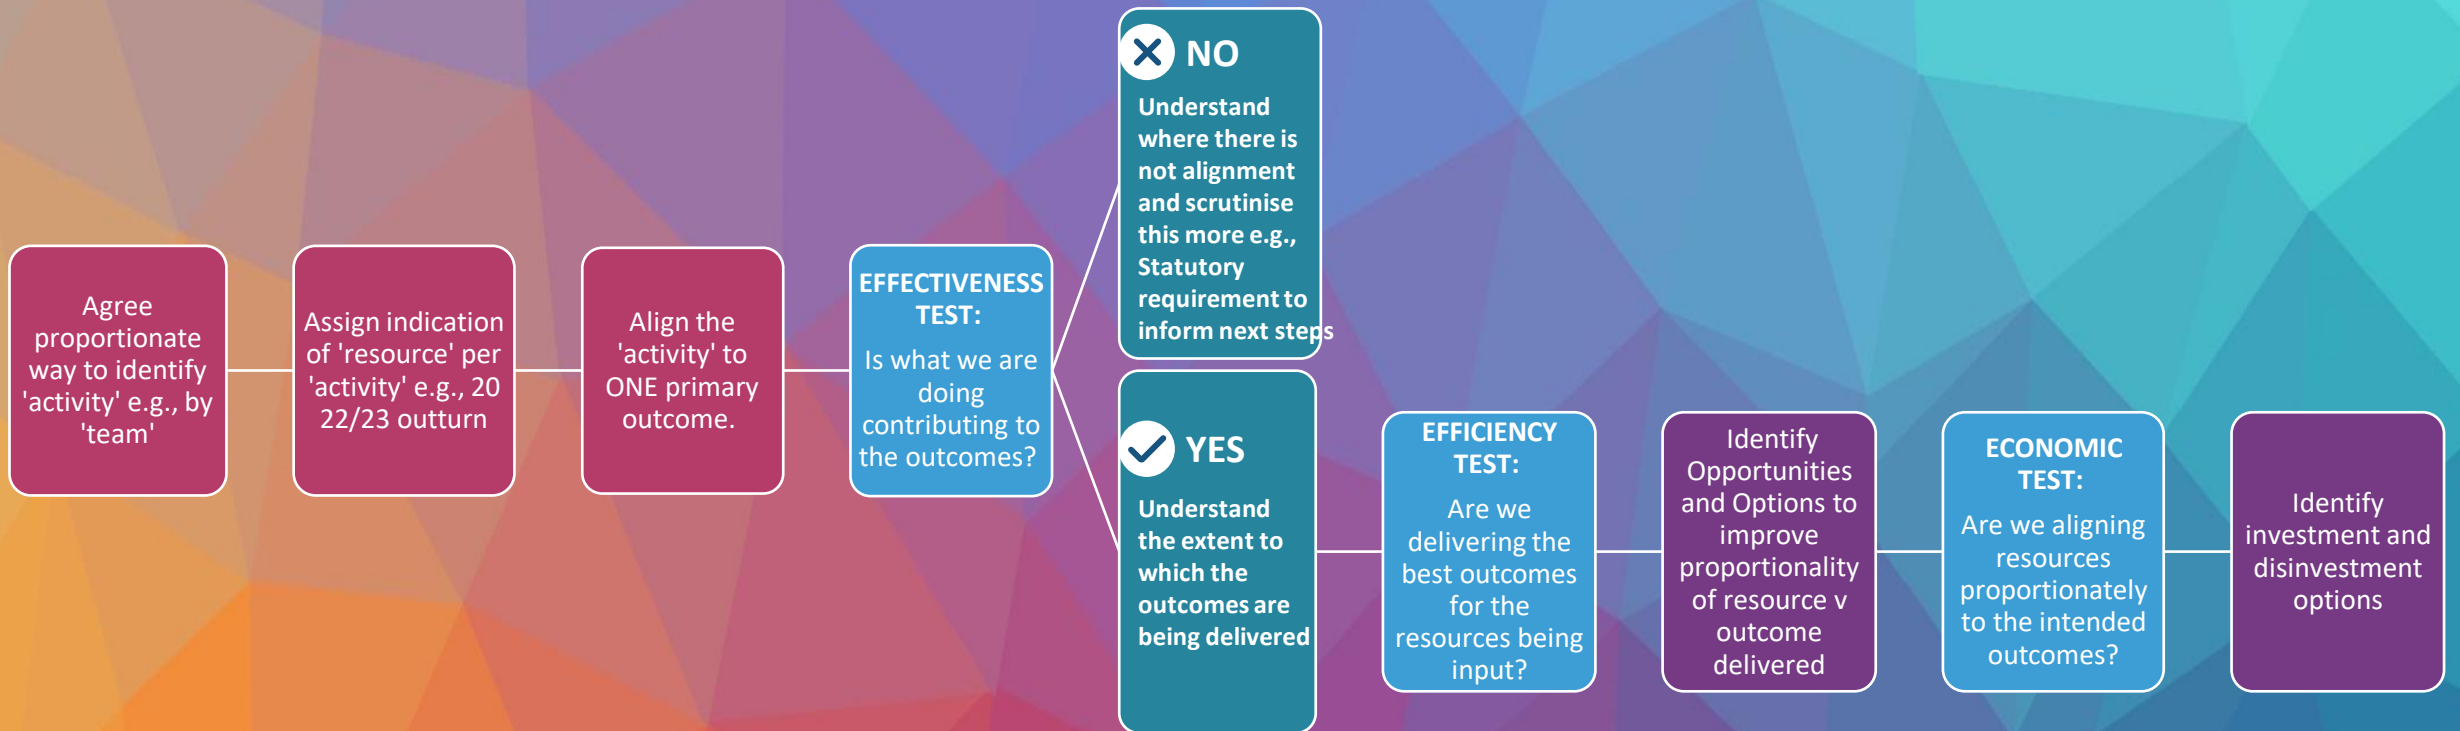 Agree
proportionate
way to identify
'activity' e.g., by
'team'
Assign indication
of 'resource' per
'activity' e.g., 20
22/23 outturn
Align the
'activity' to
ONE primary
outcome.
EFFECTIVENESS
TEST:
Is what we are
doing
contributing to
the outcomes?
NO
Understand
where there is
not alignment
and scrutinise
this more e.g.,
Statutory
requirement to
inform next steps
YES
Understand
the extent to
which the
outcomes are
being delivered
EFFICIENCY
TEST:
Are we
delivering the
best outcomes
for the
resources being
input?
Identify
Opportunities
and Options to
improve
proportionality
of resource v
outcome
delivered
ECONOMIC
TEST:
Are we aligning
resources
proportionately
to the intended
outcomes?
Identify
investment and
disinvestment
options